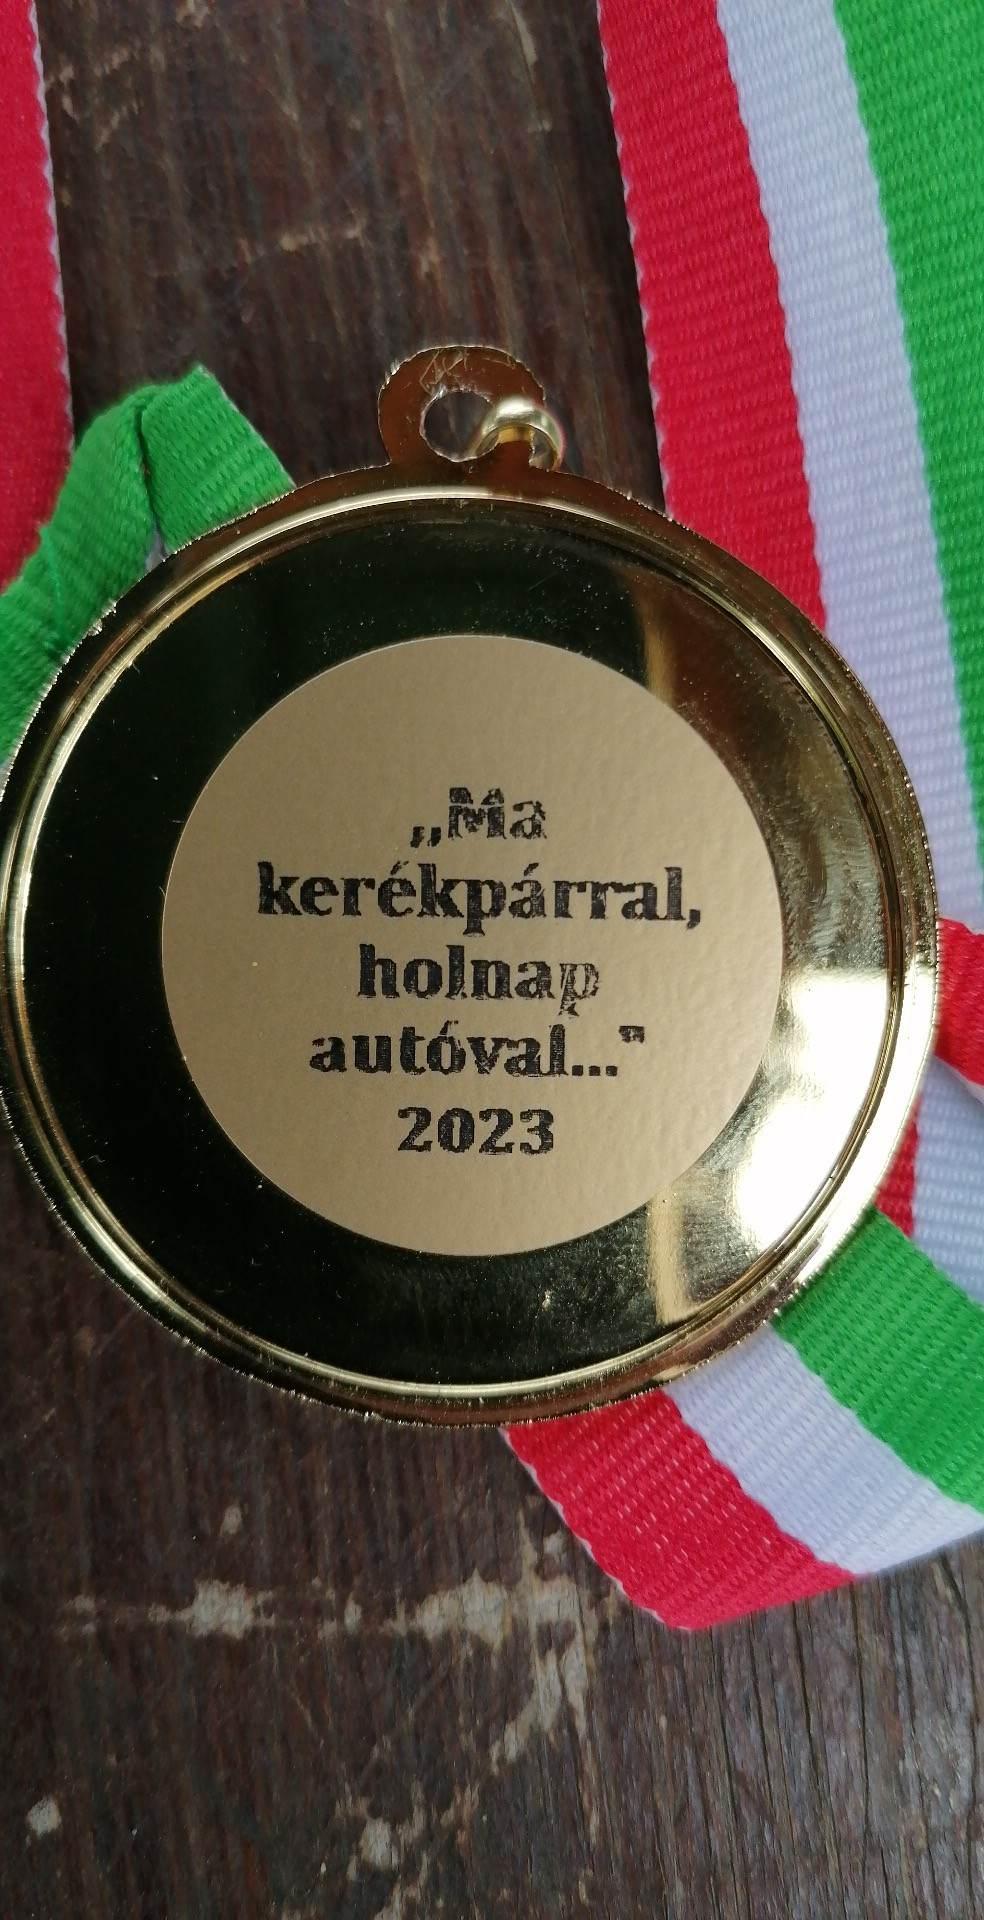 „Ma
kerékpárral,
holnap
autóval..."
2023